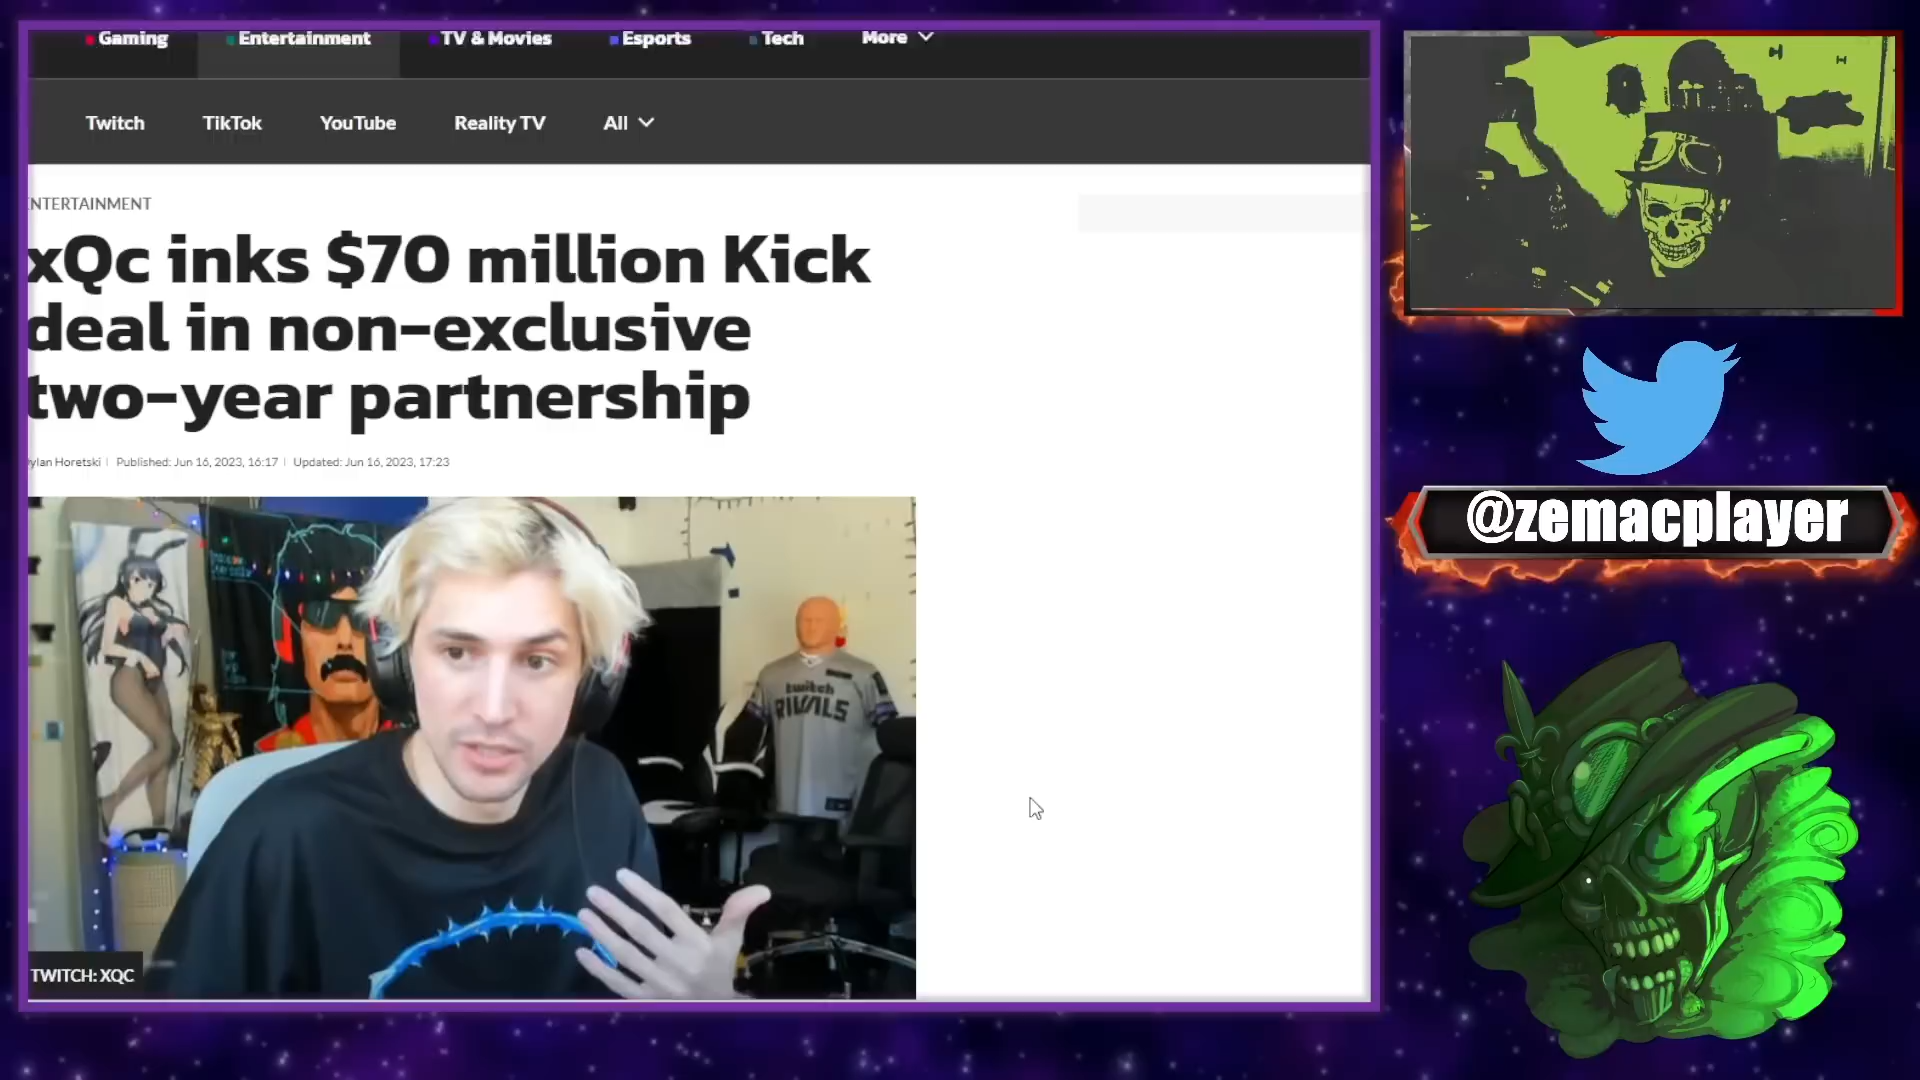 Gaming
Entertainment
TV & Movies
Esports
Tech
More
Twitch
TikTok
YouTube
Reality TV
All
NTERTAINMENT
xQc inks $70 million Kick
deal in non-exclusive
two-year partnership
ylan Horetski | Published: Jun 16, 2023, 16:17 | Updated: Jun 16, 2023, 17:23
twitch
RIVALS
TWITCH: XQC
@zemacplayer